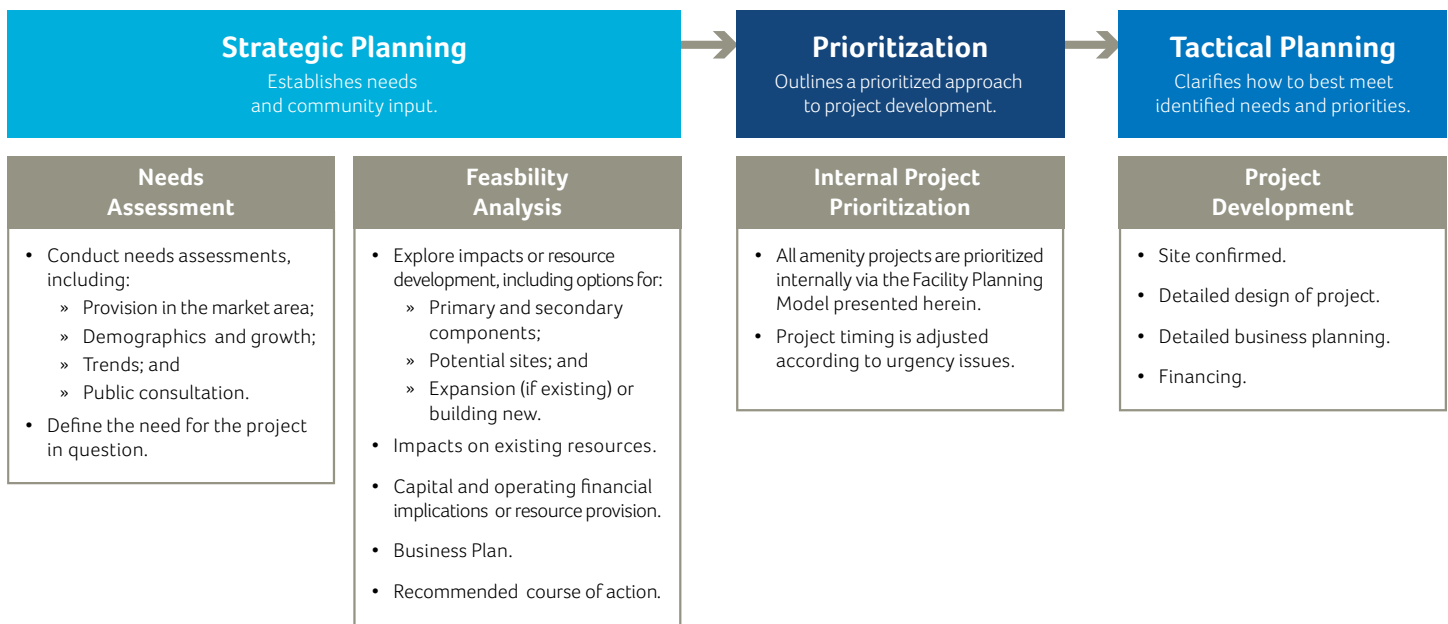 Strategic Planning
Establishes needs
and community input.
Prioritization
Outlines a prioritized approach
to project development.
Tactical Planning
Clarifies how to best meet
identified needs and priorities.
Needs
Assessment
• Conduct needs assessments,
including:
» Provision in the market area;
» Demographics and growth;
» Trends; and
» Public consultation.
• Define the need for the project
in question.
Feasbility
Analysis
• Explore impacts or resource
development, including options for:
» Primary and secondary
components;
» Potential sites; and
» Expansion (if existing) or
building new.
• Impacts on existing resources.
• Capital and operating financial
implications or resource provision.
• Business Plan.
• Recommended course of action.
Internal Project
Prioritization
• All amenity projects are prioritized
internally via the Facility Planning
Model presented herein.
• Project timing is adjusted
according to urgency issues.
Project
Development
• Site confirmed.
• Detailed design of project.
• Detailed business planning.
• Financing.